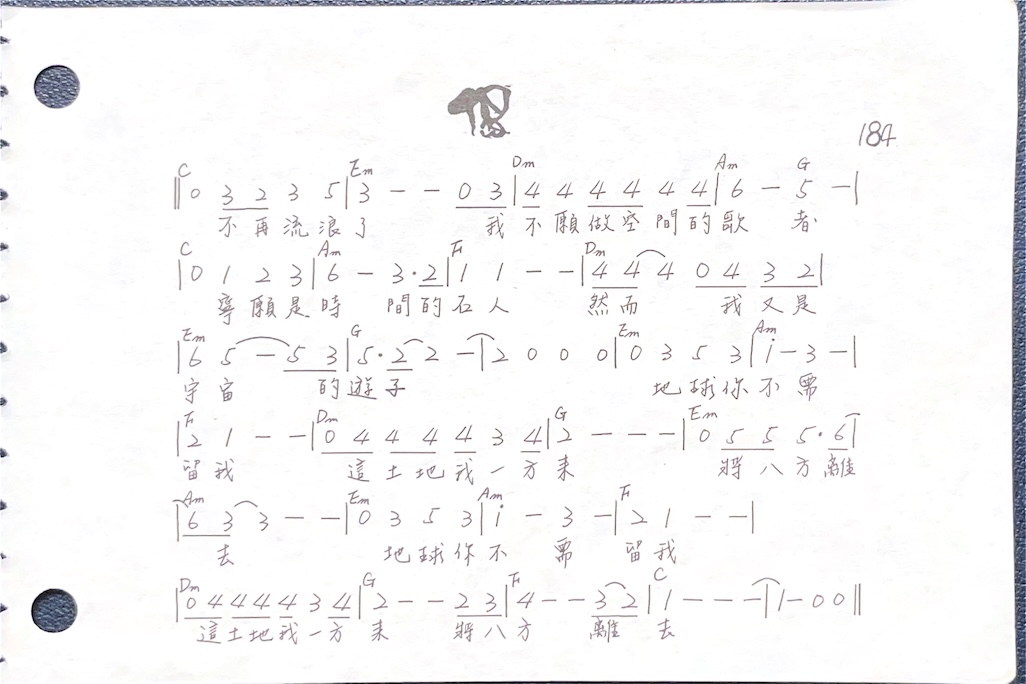 184
C Em Dm Am G
‖0 3 2 3 5|3 - - 0 3|4 4 4 4 4 4|6 - 5 -|
不再流浪了 我不願做空間的歌者
C Am F Dm
|0 1 2 3|6 - 3·2|1 1 - -|4 4 4 0 4 3 2|
寧願是時間的石人 然而 我又是
Em G Em Am
|6 5 - 5 3|5·2 2 -|2 0 0 0|0 3 5 3|i - 3 -|
宇宙 的遊子 地球你不需
F Dm G Em
|2 1 - -|0 4 4 4 4 3 4|2 - - -|0 5 5 5·6|
留我 這土地我一方來 將八方離
Am Em Am F
|6 3 3 - -|0 3 5 3|i - 3 -|2 1 - -|
去 地球你不需留我
Dm G F C
|0 4 4 4 4 3 4|2 - - 2 3|4 - - 3 2|1 - - -|1 - 0 0‖
這土地我一方來 將八方 離去